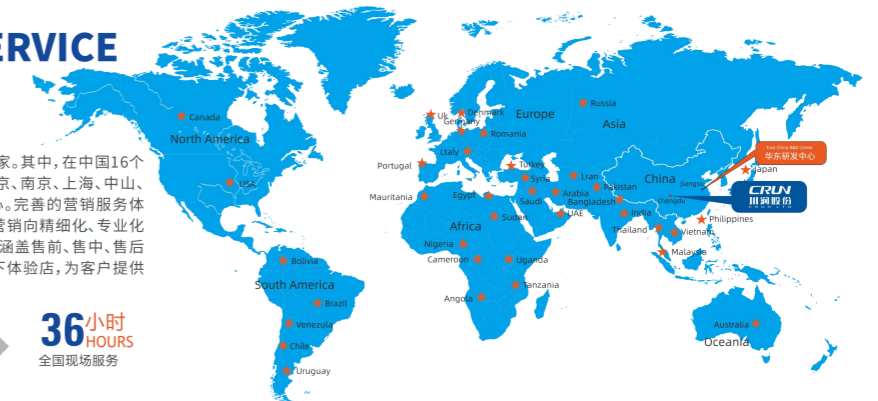 ERVICE
家。其中,在中国16个
京、南京、上海、中山、
心。完善的营销服务体
营销向精细化、专业化
涵盖售前、售中、售后
下体验店,为客户提供
36小时
HOURS
全国现场服务
Canada
North America
USA
Bolivia
South America
Brazil
Venezula
Chile
Uruguay
Uk
Denmark
Germany
Romania
Ltaly
Portugal
Europe
Russia
Asia
Turkey
Syria
Lran
Saudi
Arabia
Pakistan
Bangladesh
UAE
India
Mauritania
Egypt
Sudan
Africa
Nigeria
Cameroon
Uganda
Tanzania
Angola
China
Jiangsu
chengdu
East China R&D Center
华东研发中心
Japan
CRUN
川润股份
Philippines
Thailand
Vietnam
Malaysia
Australia
Oceania